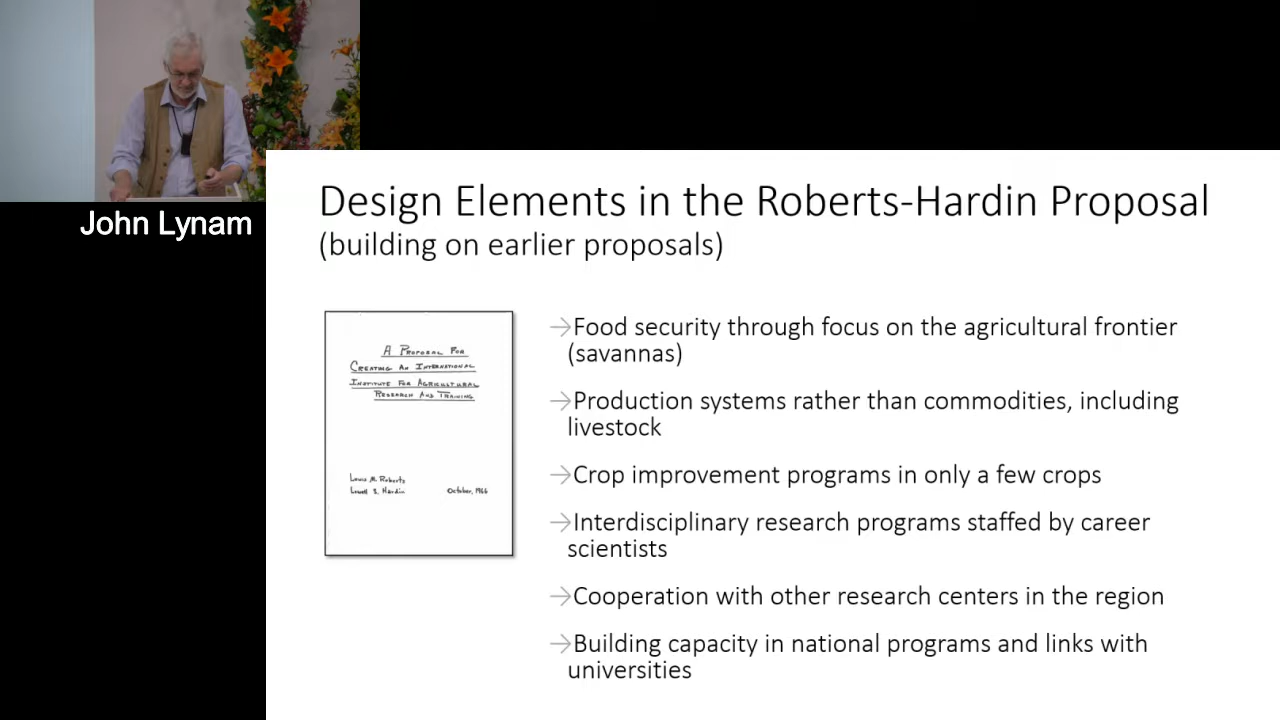 John Lynam
Design Elements in the Roberts-Hardin Proposal
(building on earlier proposals)
A PROPOSAL FOR
CREATING AN INTERNATIONAL
INSTITUTE FOR AGRICULTURAL
RESEARCH AND TRAINING
Lewis M. Roberts
Lowell S. Hardin
October, 1966
→Food security through focus on the agricultural frontier
(savannas)
→Production systems rather than commodities, including
livestock
→Crop improvement programs in only a few crops
→Interdisciplinary research programs staffed by career
scientists
→Cooperation with other research centers in the region
→Building capacity in national programs and links with
universities